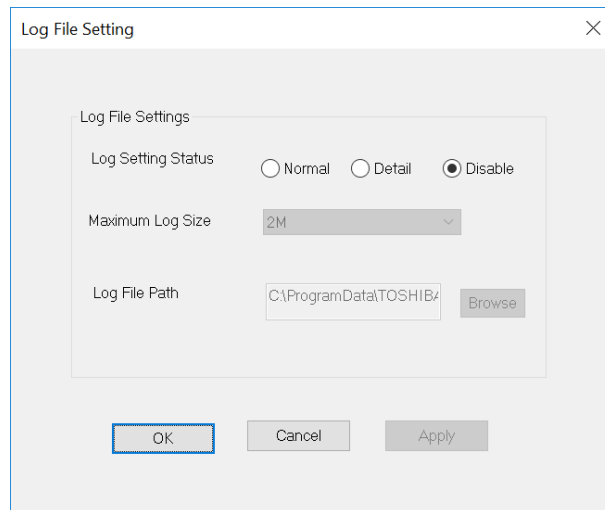 Log File Setting
Log File Settings
Log Setting Status
Normal Detail Disable
Maximum Log Size
2M
Log File Path
C:\ProgramData\TOSHIBA
Browse
OK Cancel Apply